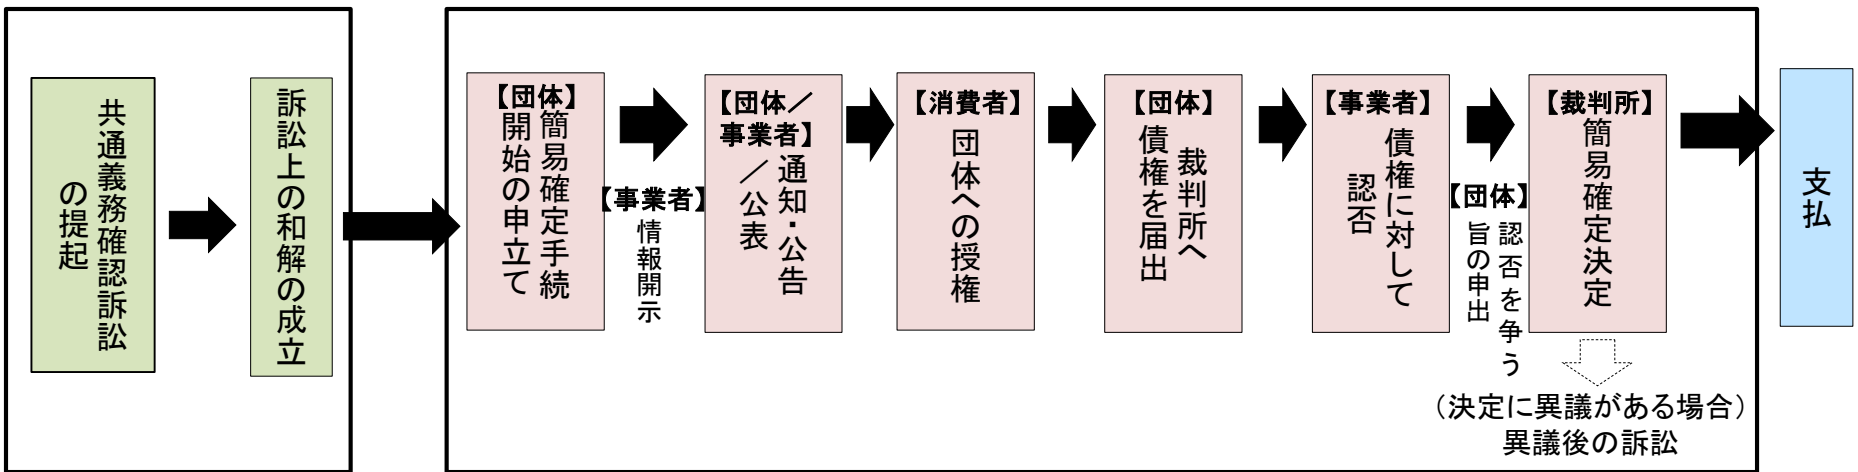 共通義務確認訴訟
の提起
訴訟上の和解の成立
【団体】
簡易確定手続
開始の申立て
【事業者】
情報開示
【団体／
事業者】
通知・公告
／公表
【消費者】
団体への授権
【団体】
裁判所へ
債権を届出
【事業者】
債権に対して
認否
【団体】
認否を争う
旨の申出
【裁判所】
簡易確定決定
（決定に異議がある場合）
異議後の訴訟
支払